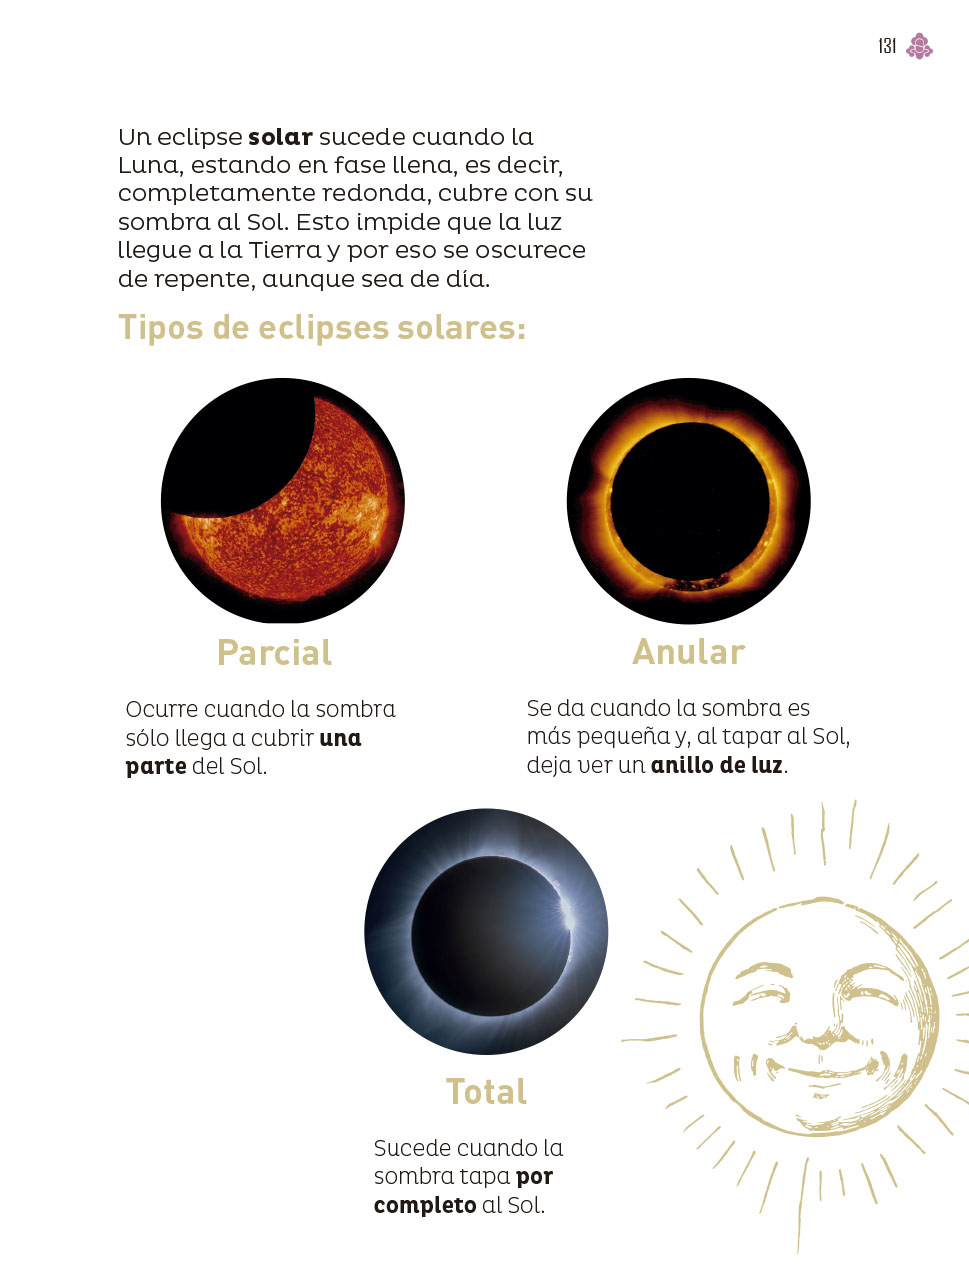 131
Un eclipse solar sucede cuando la
Luna, estando en fase llena, es decir,
completamente redonda, cubre con su
sombra al Sol. Esto impide que la luz
llegue a la Tierra y por eso se oscurece
de repente, aunque sea de día.
Tipos de eclipses solares:
Parcial
Ocurre cuando la sombra
sólo llega a cubrir una
parte del Sol.
Anular
Se da cuando la sombra es
más pequeña y, al tapar al Sol,
deja ver un anillo de luz.
Total
Sucede cuando la
sombra tapa por
completo al Sol.